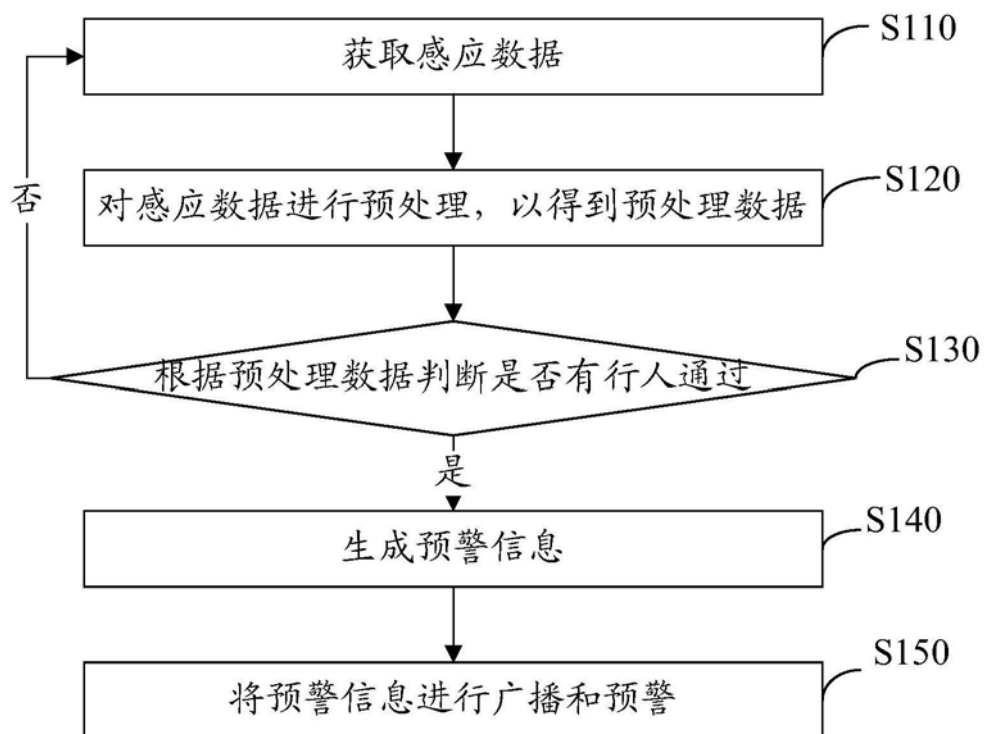 获取感应数据
S110
对感应数据进行预处理，以得到预处理数据
S120
否
根据预处理数据判断是否有行人通过
S130
是
生成预警信息
S140
将预警信息进行广播和预警
S150